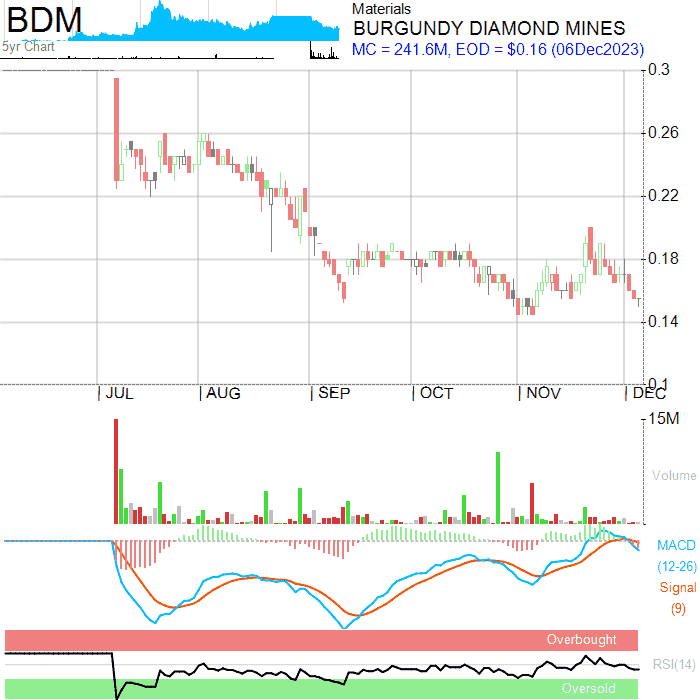 BDM
5yr Chart
Materials
BURGUNDY DIAMOND MINES
MC = 241.6M, EOD = $0.16 (06Dec2023)
0.3
0.26
0.22
0.18
0.14
0.1
JUL AUG SEP OCT NOV DEC
15M
Volume
MACD
(12-26)
Signal
(9)
Overbought
RSI(14)
Oversold